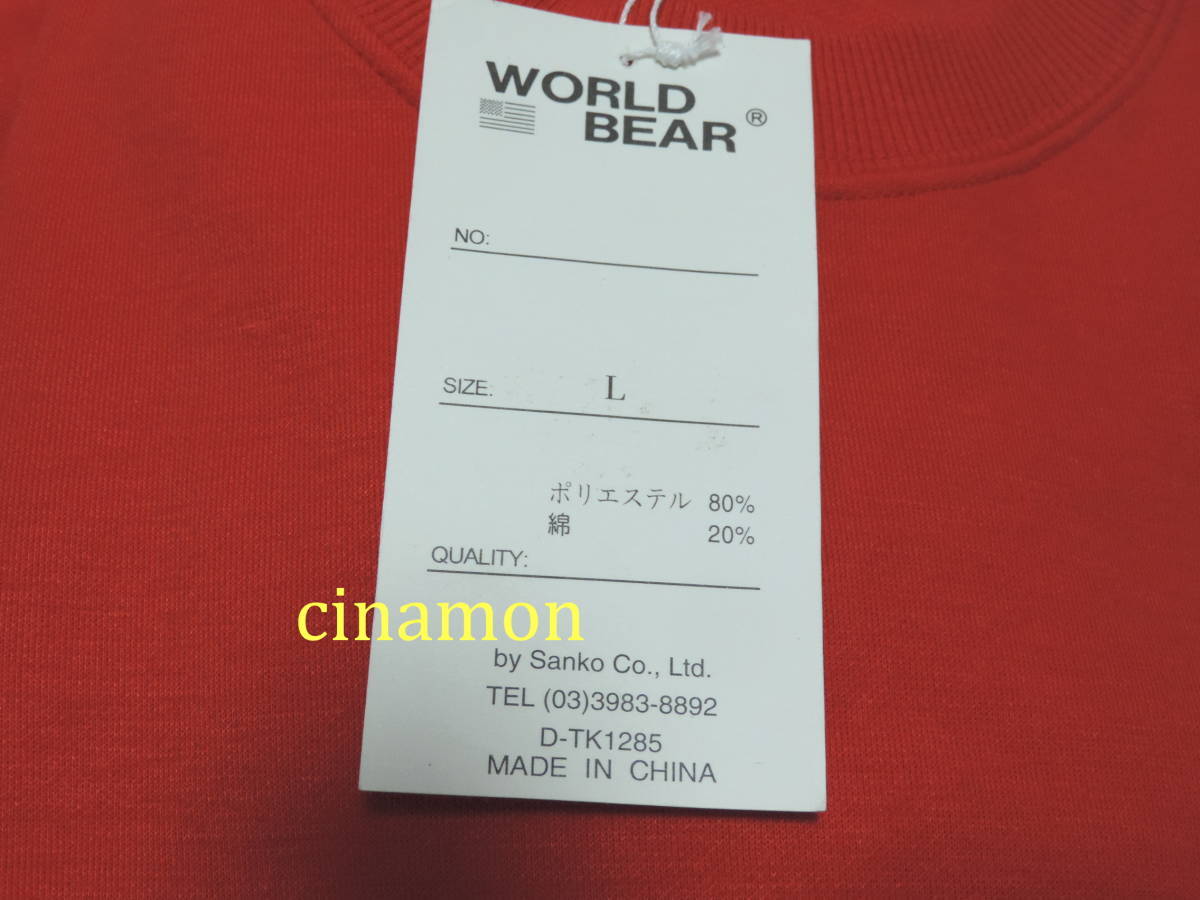 WORLD
BEAR ®
NO:
SIZE: L
ポリエステル 80%
綿 20%
QUALITY:
cinamon
by Sanko Co., Ltd.
TEL (03)3983-8892
D-TK1285
MADE IN CHINA